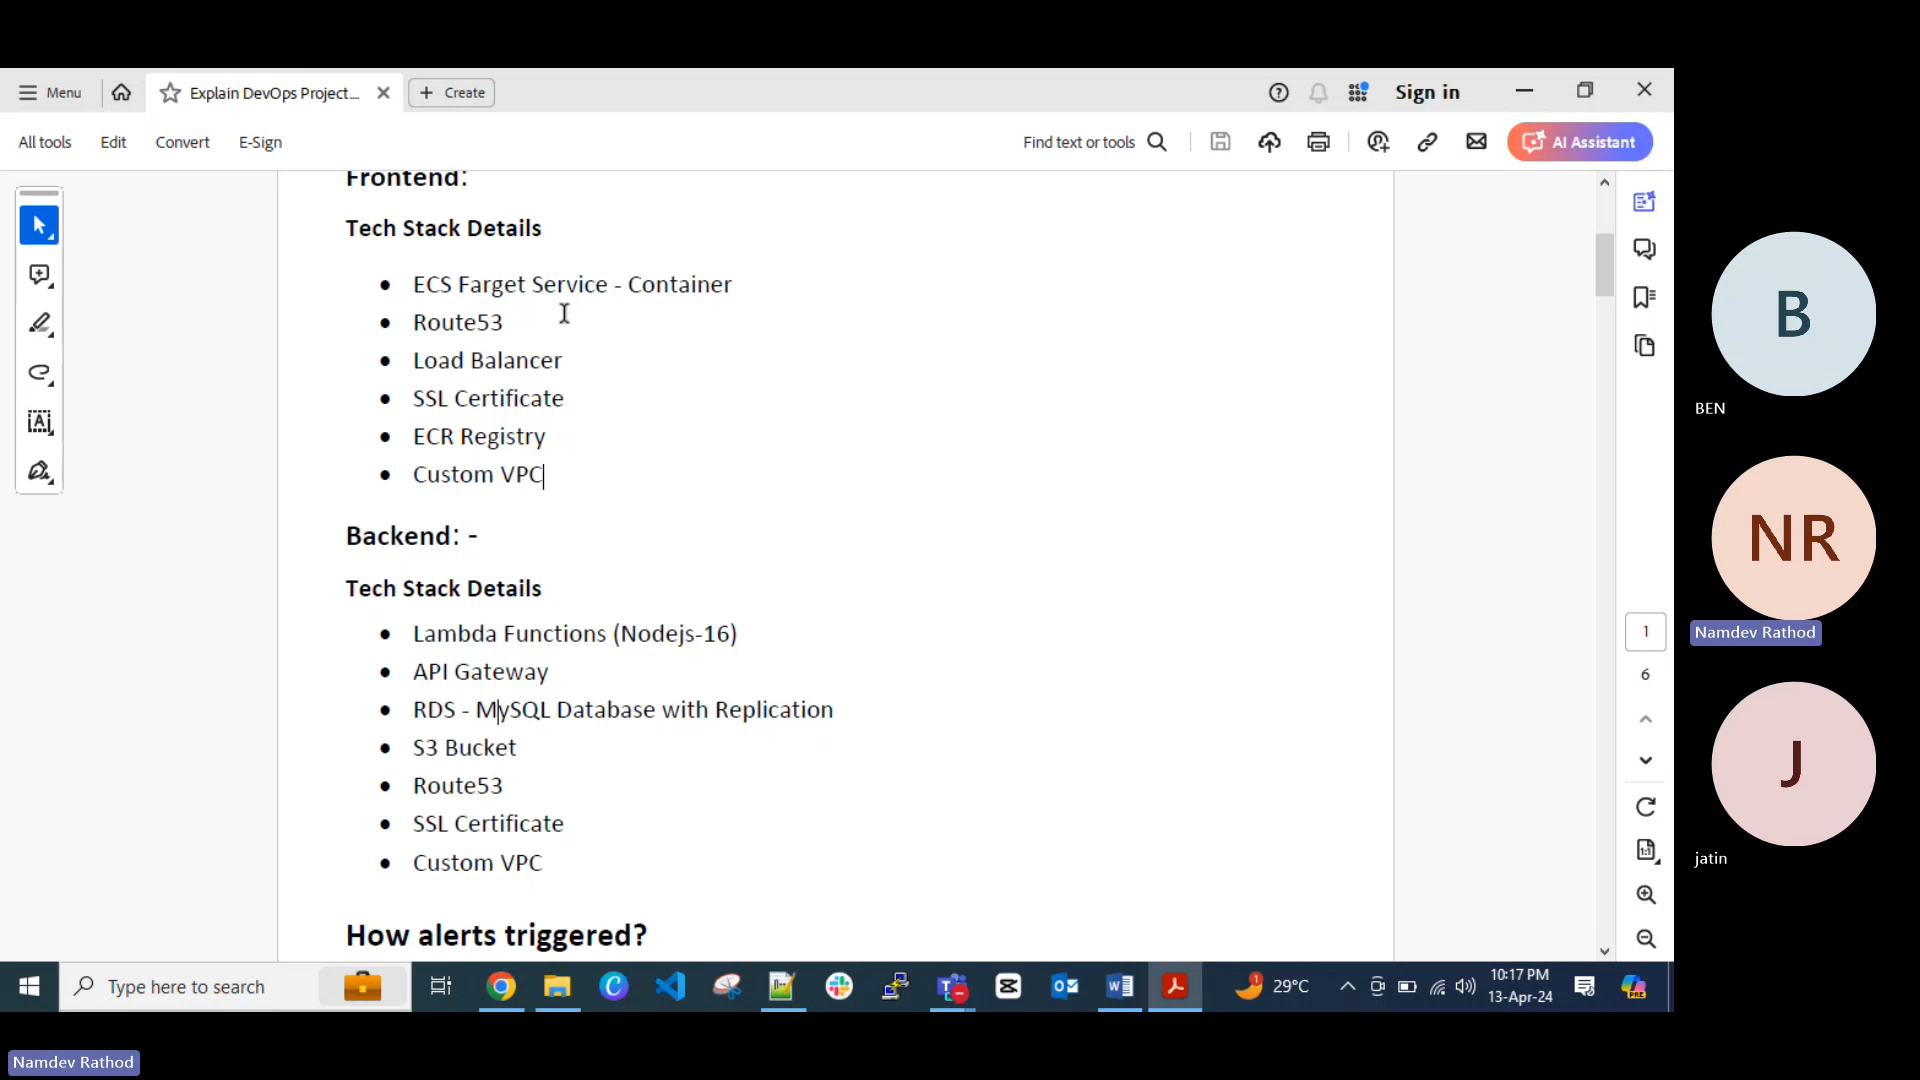 Menu
Explain DevOps Project...
Create
Sign in
All tools
Edit
Convert
E-Sign
Find text or tools
AI Assistant
Frontend:
Tech Stack Details
• ECS Farget Service - Container
• Route53
• Load Balancer
• SSL Certificate
• ECR Registry
• Custom VPC
Backend: -
Tech Stack Details
• Lambda Functions (Nodejs-16)
• API Gateway
• RDS - MySQL Database with Replication
• S3 Bucket
• Route53
• SSL Certificate
• Custom VPC
How alerts triggered?
1
6
B
BEN
NR
Namdev Rathod
J
jatin
Type here to search
29°C
10:17 PM
13-Apr-24
Namdev Rathod